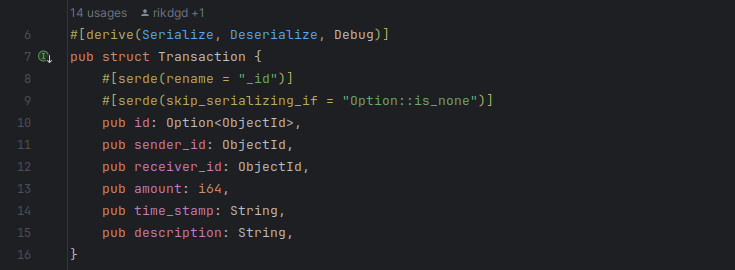 14 usages rikdgd +1
6 #[derive(Serialize, Deserialize, Debug)]
7 pub struct Transaction {
8 #[serde(rename = "_id")]
9 #[serde(skip_serializing_if = "Option::is_none")]
10 pub id: Option<ObjectId>,
11 pub sender_id: ObjectId,
12 pub receiver_id: ObjectId,
13 pub amount: i64,
14 pub time_stamp: String,
15 pub description: String,
16 }